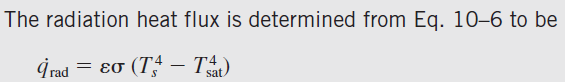 The radiation heat flux is determined from Eq. 10–6 to be
q̇rad = εσ (Ts⁴ − Tsat⁴)